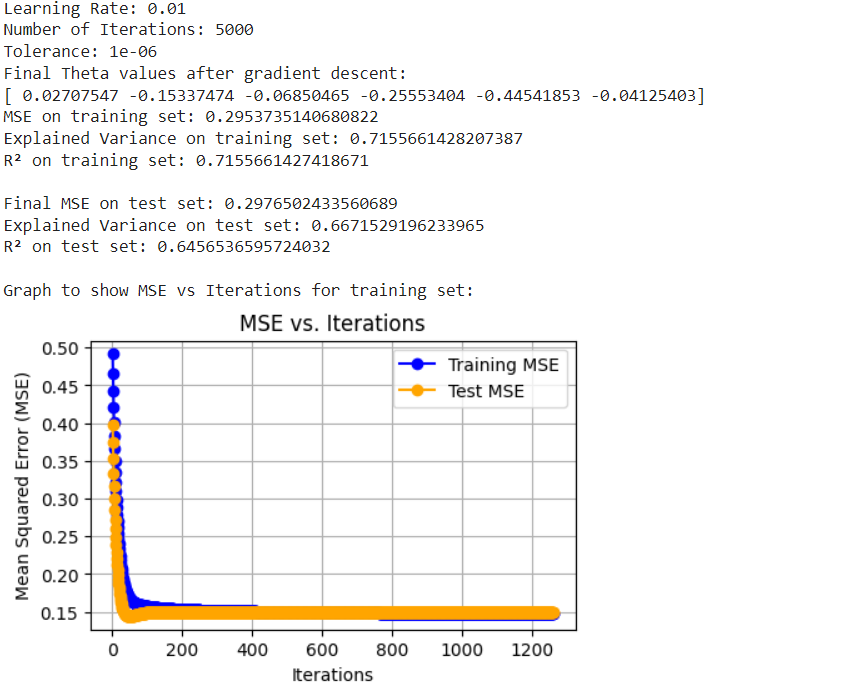 Learning Rate: 0.01
Number of Iterations: 5000
Tolerance: 1e-06
Final Theta values after gradient descent:
[ 0.02707547 -0.15337474 -0.06850465 -0.25553404 -0.44541853 -0.04125403]
MSE on training set: 0.2953735140680822
Explained Variance on training set: 0.7155661428207387
R² on training set: 0.7155661427418671
Final MSE on test set: 0.2976502433560689
Explained Variance on test set: 0.6671529196233965
R² on test set: 0.6456536595724032
Graph to show MSE vs Iterations for training set:
MSE vs. Iterations
Training MSE
Test MSE
Mean Squared Error (MSE)
0.50
0.45
0.40
0.35
0.30
0.25
0.20
0.15
0 200 400 600 800 1000 1200
Iterations